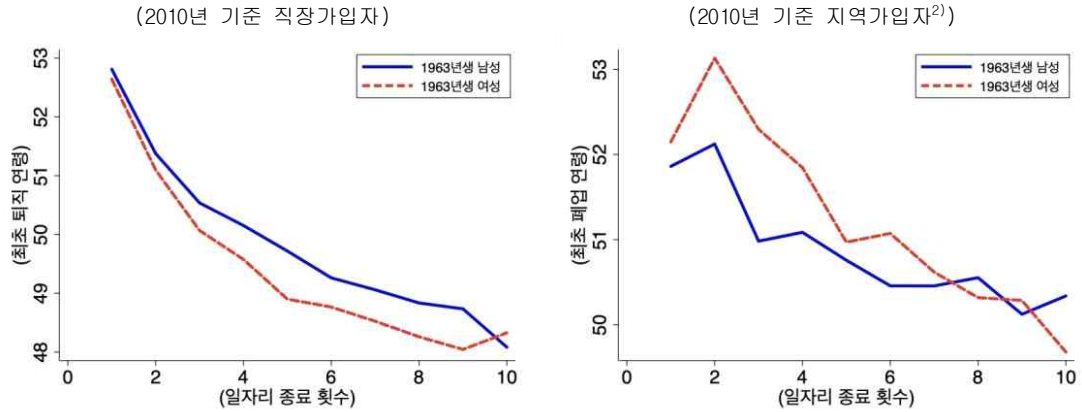 (2010년 기준 직장가입자)
(최초 퇴직 연령)
53
52
51
50
49
48
0 2 4 6 8 10
(일자리 종료 횟수)
1963년생 남성
1963년생 여성
(2010년 기준 지역가입자2))
(최초 폐업 연령)
53
52
51
50
0 2 4 6 8 10
(일자리 종료 횟수)
1963년생 남성
1963년생 여성